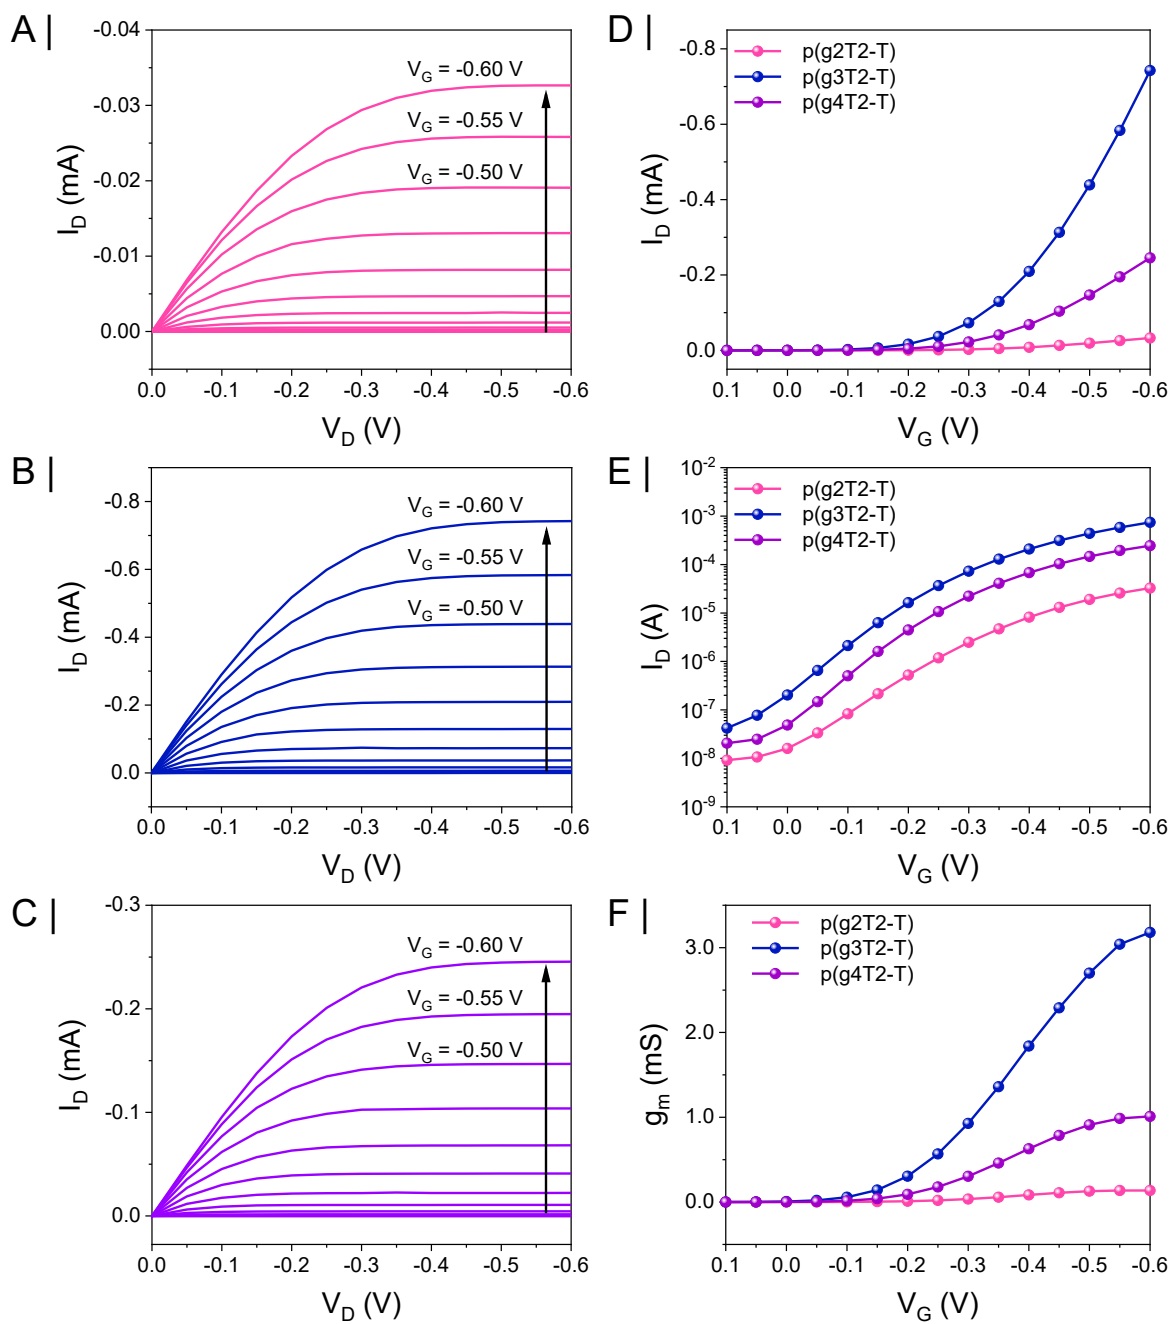 A |
-0.04
-0.03
-0.02
-0.01
0.00
I_D (mA)
V_G = -0.60 V
V_G = -0.55 V
V_G = -0.50 V
0.0 -0.1 -0.2 -0.3 -0.4 -0.5 -0.6
V_D (V)
D |
-0.8
-0.6
-0.4
-0.2
0.0
I_D (mA)
p(g2T2-T)
p(g3T2-T)
p(g4T2-T)
0.1 0.0 -0.1 -0.2 -0.3 -0.4 -0.5 -0.6
V_G (V)
B |
-0.8
-0.6
-0.4
-0.2
0.0
I_D (mA)
V_G = -0.60 V
V_G = -0.55 V
V_G = -0.50 V
0.0 -0.1 -0.2 -0.3 -0.4 -0.5 -0.6
V_D (V)
E |
10^-2
10^-3
10^-4
10^-5
10^-6
10^-7
10^-8
10^-9
I_D (A)
p(g2T2-T)
p(g3T2-T)
p(g4T2-T)
0.1 0.0 -0.1 -0.2 -0.3 -0.4 -0.5 -0.6
V_G (V)
C |
-0.3
-0.2
-0.1
0.0
I_D (mA)
V_G = -0.60 V
V_G = -0.55 V
V_G = -0.50 V
0.0 -0.1 -0.2 -0.3 -0.4 -0.5 -0.6
V_D (V)
F |
3.0
2.0
1.0
0.0
g_m (mS)
p(g2T2-T)
p(g3T2-T)
p(g4T2-T)
0.1 0.0 -0.1 -0.2 -0.3 -0.4 -0.5 -0.6
V_G (V)